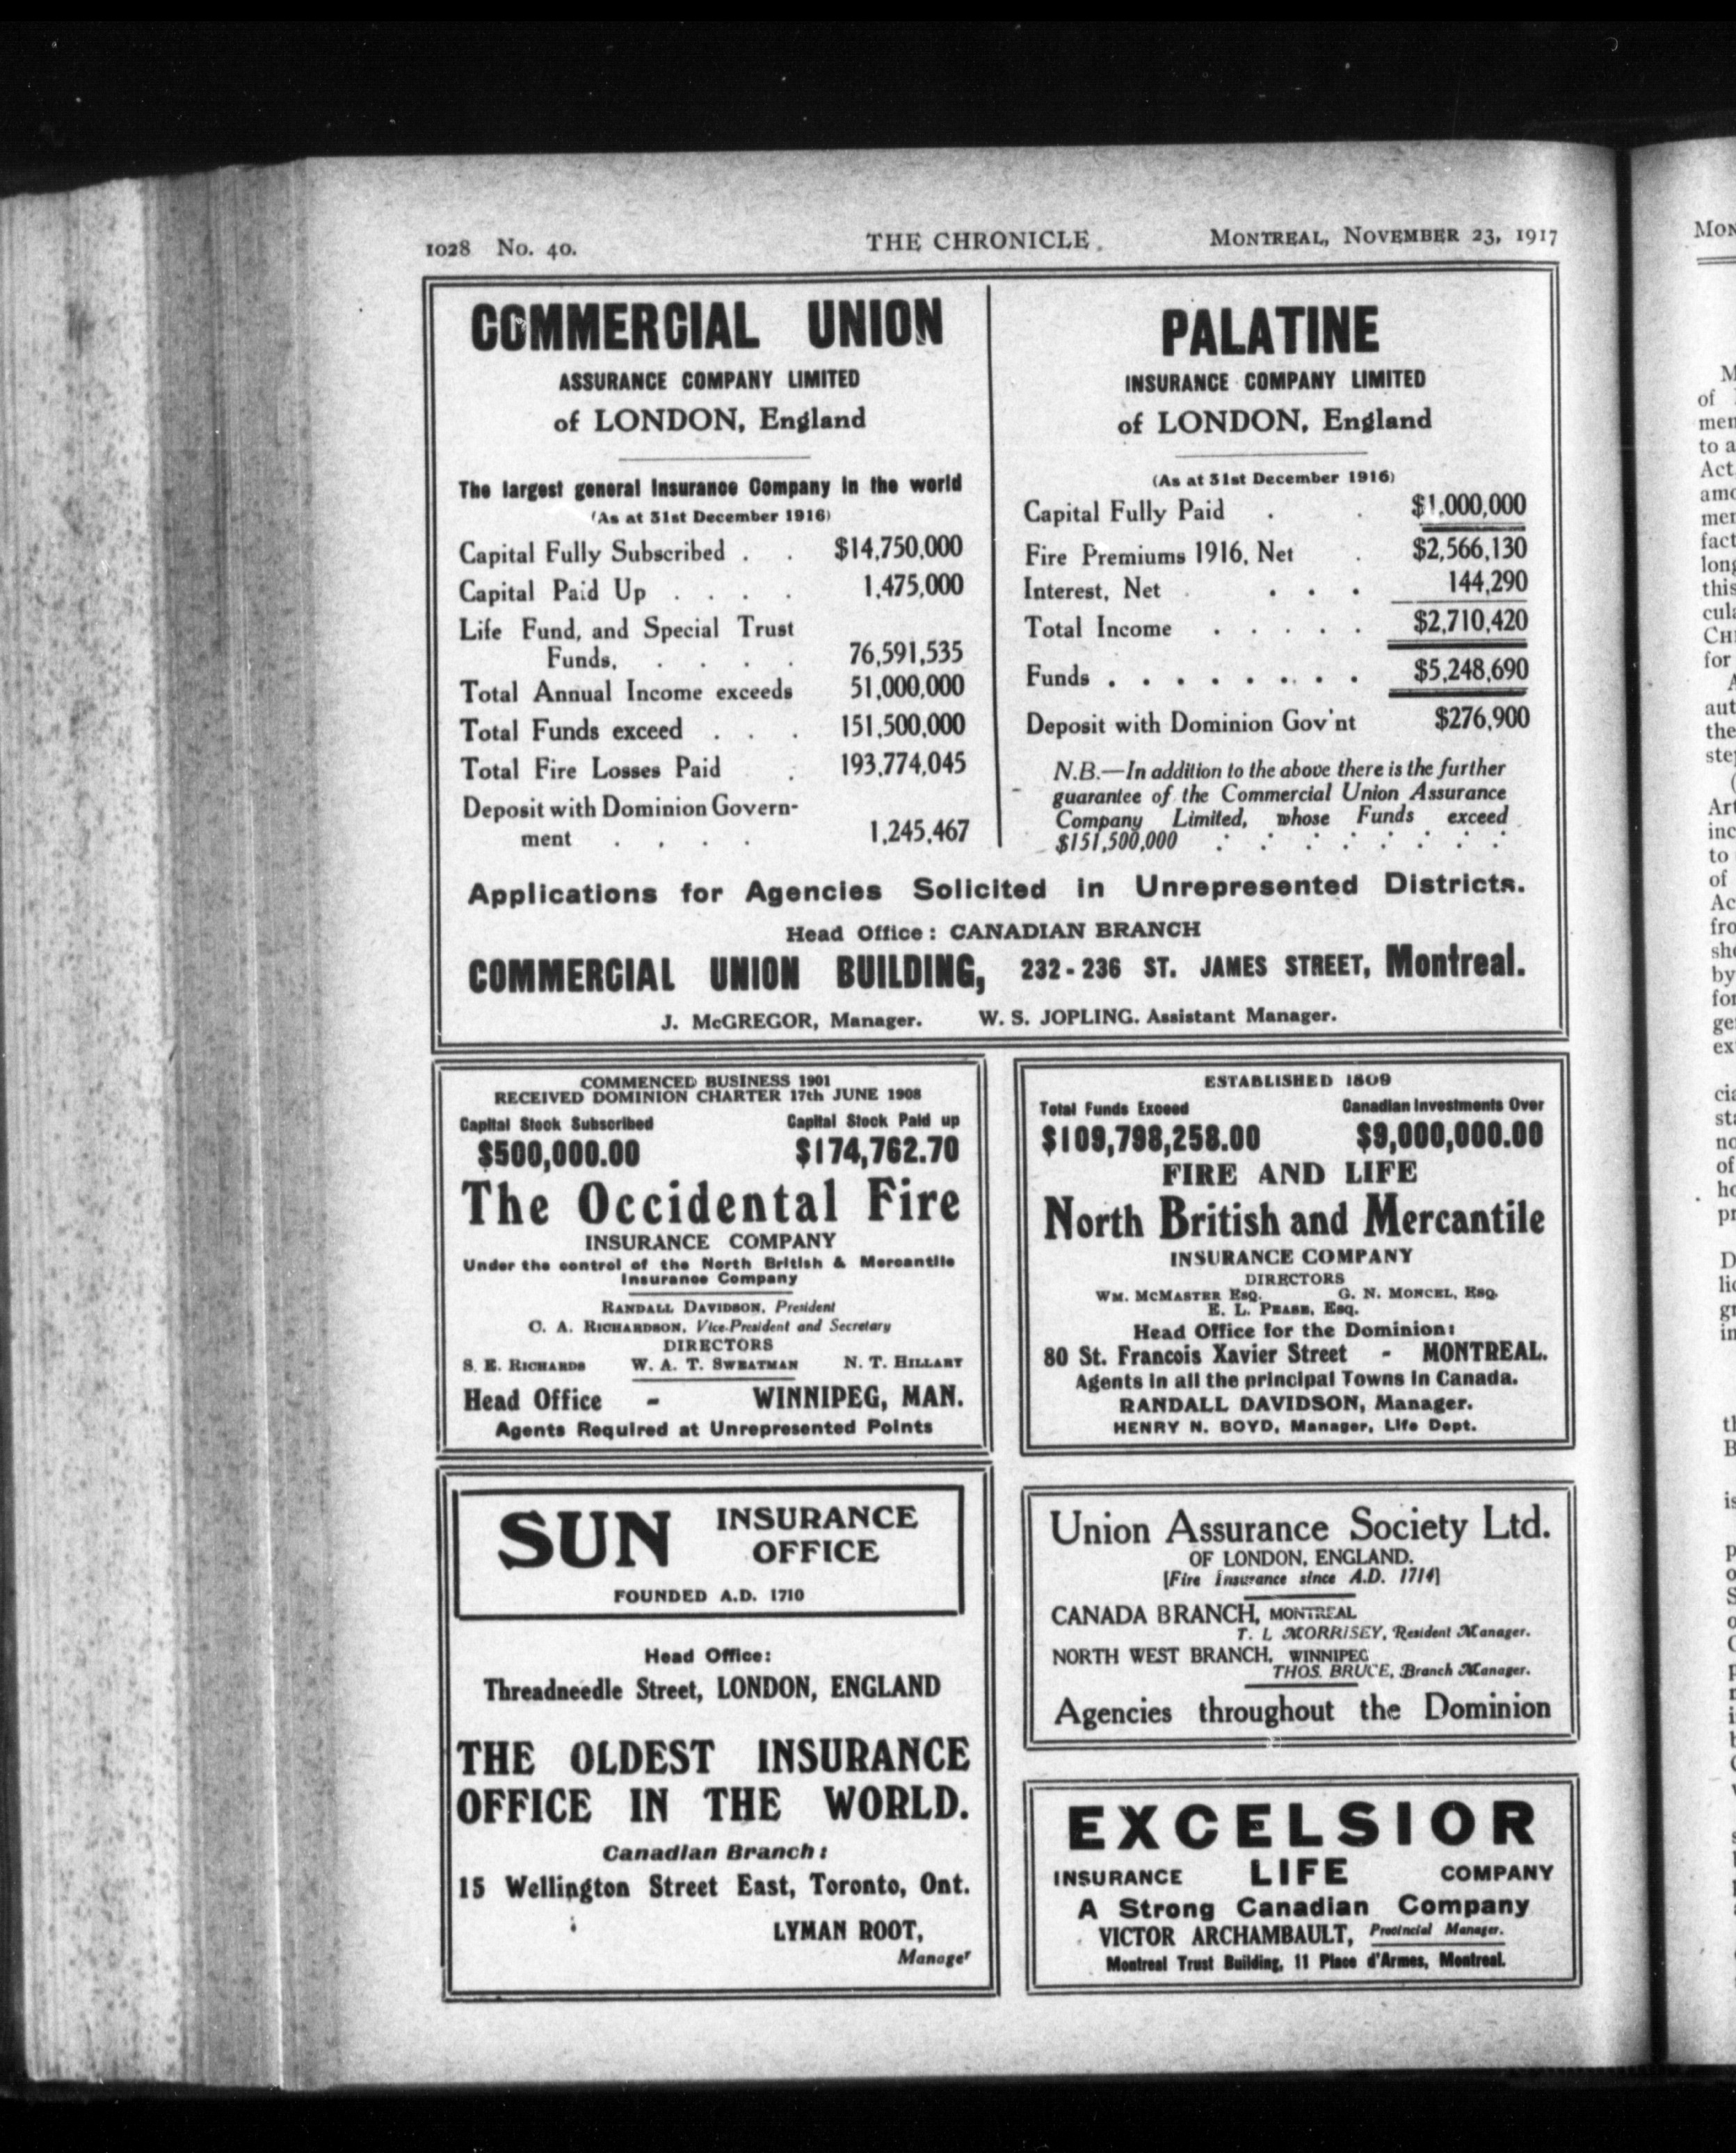 1028 No. 40. THE CHRONICLE. MONTREAL, NOVEMBER 23, 1917
COMMERCIAL UNION
ASSURANCE COMPANY LIMITED
of LONDON, England
The largest general Insurance Company in the world
(As at 31st December 1916)
Capital Fully Subscribed . . $14,750,000
Capital Paid Up . . . . 1,475,000
Life Fund, and Special Trust
Funds, . . . . 76,591,535
Total Annual Income exceeds 51,000,000
Total Funds exceed . . . 151,500,000
Total Fire Losses Paid . 193,774,045
Deposit with Dominion Govern-
ment . . . . 1,245,467
PALATINE
INSURANCE COMPANY LIMITED
of LONDON, England
(As at 31st December 1916)
Capital Fully Paid . . $1,000,000
Fire Premiums 1916, Net . $2,566,130
Interest, Net . . . . 144,290
Total Income . . . . . $2,710,420
Funds . . . . . . . . $5,248,690
Deposit with Dominion Gov'nt $276,900
N.B.—In addition to the above there is the further
guarantee of the Commercial Union Assurance
Company Limited, whose Funds exceed
$151,500,000 . . . . . . . .
Applications for Agencies Solicited in Unrepresented Districts.
Head Office: CANADIAN BRANCH
COMMERCIAL UNION BUILDING, 232-236 ST. JAMES STREET, Montreal.
J. McGREGOR, Manager. W. S. JOPLING. Assistant Manager.
COMMENCED BUSINESS 1901
RECEIVED DOMINION CHARTER 17th JUNE 1908
Capital Stock Subscribed Capital Stock Paid up
$500,000.00 $174,762.70
The Occidental Fire
INSURANCE COMPANY
Under the control of the North British & Mercantile
Insurance Company
RANDALL DAVIDSON, President
C. A. RICHARDSON, Vice-President and Secretary
DIRECTORS
S. E. RICHARDS W. A. T. SWEATMAN N. T. HILLARY
Head Office - WINNIPEG, MAN.
Agents Required at Unrepresented Points
ESTABLISHED 1809
Total Funds Exceed Canadian Investments Over
$109,798,258.00 $9,000,000.00
FIRE AND LIFE
North British and Mercantile
INSURANCE COMPANY
DIRECTORS
WM. MCMASTER ESQ. G. N. MONCEL, ESQ.
E. L. PEASE, Esq.
Head Office for the Dominion:
80 St. Francois Xavier Street - MONTREAL.
Agents in all the principal Towns in Canada.
RANDALL DAVIDSON, Manager.
HENRY N. BOYD, Manager, Life Dept.
SUN INSURANCE
OFFICE
FOUNDED A.D. 1710
Head Office:
Threadneedle Street, LONDON, ENGLAND
THE OLDEST INSURANCE
OFFICE IN THE WORLD.
Canadian Branch:
15 Wellington Street East, Toronto, Ont.
LYMAN ROOT,
Manager
Union Assurance Society Ltd.
OF LONDON, ENGLAND.
[Fire Insurance since A.D. 1714]
CANADA BRANCH, MONTREAL
T. L MORRISEY, Resident Manager.
NORTH WEST BRANCH, WINNIPEG
THOS. BRUCE, Branch Manager.
Agencies throughout the Dominion
EXCELSIOR
INSURANCE LIFE COMPANY
A Strong Canadian Company
VICTOR ARCHAMBAULT, Provincial Manager.
Montreal Trust Building, 11 Place d'Armes, Montreal.